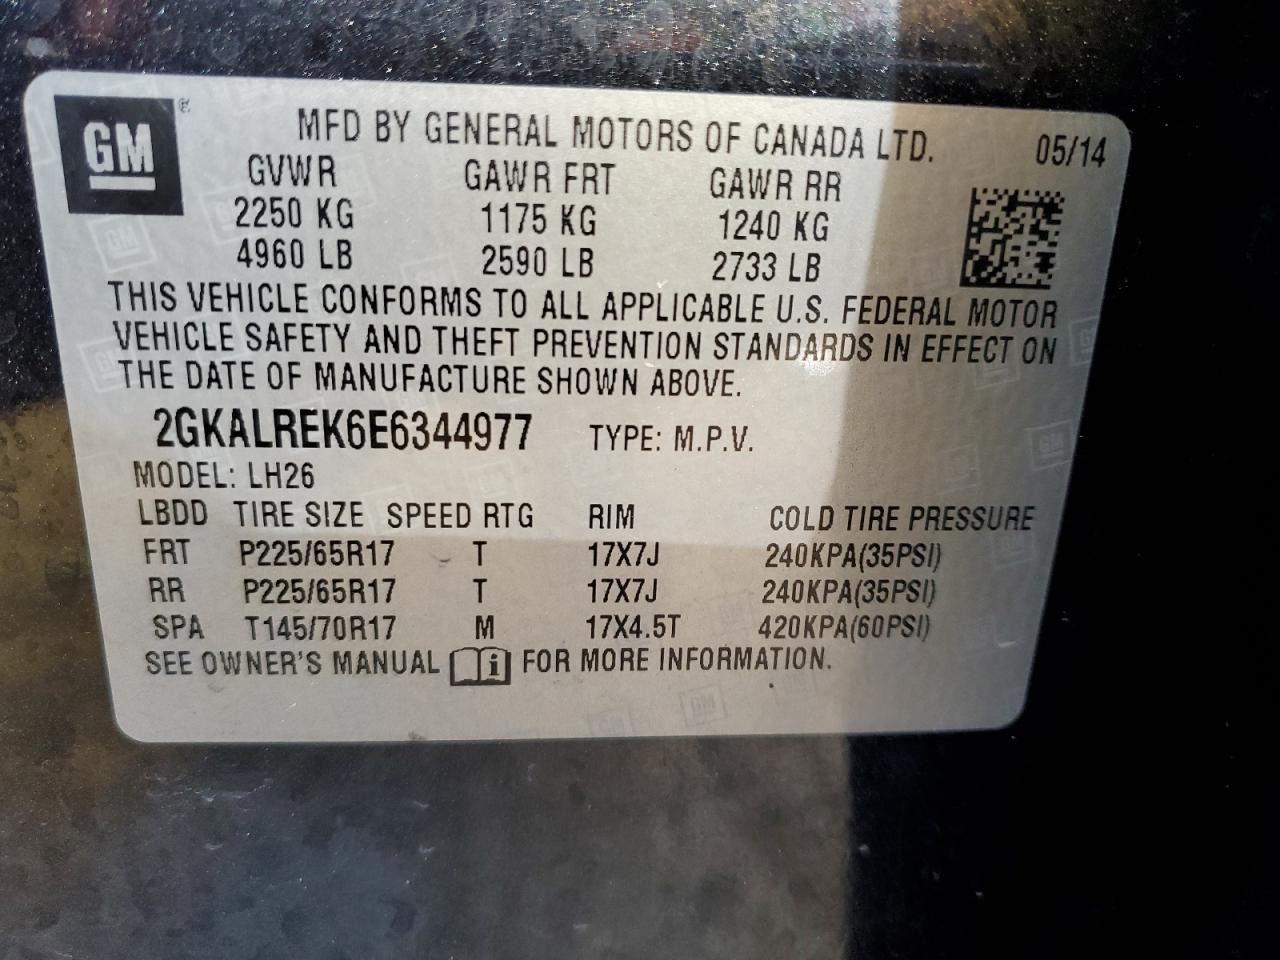 GM ®
MFD BY GENERAL MOTORS OF CANADA LTD. 05/14
GVWR GAWR FRT GAWR RR
2250 KG 1175 KG 1240 KG
4960 LB 2590 LB 2733 LB
THIS VEHICLE CONFORMS TO ALL APPLICABLE U.S. FEDERAL MOTOR
VEHICLE SAFETY AND THEFT PREVENTION STANDARDS IN EFFECT ON
THE DATE OF MANUFACTURE SHOWN ABOVE.
2GKALREK6E6344977 TYPE: M.P.V.
MODEL: LH26
LBDD TIRE SIZE SPEED RTG RIM COLD TIRE PRESSURE
FRT P225/65R17 T 17X7J 240KPA(35PSI)
RR P225/65R17 T 17X7J 240KPA(35PSI)
SPA T145/70R17 M 17X4.5T 420KPA(60PSI)
SEE OWNER'S MANUAL i FOR MORE INFORMATION.